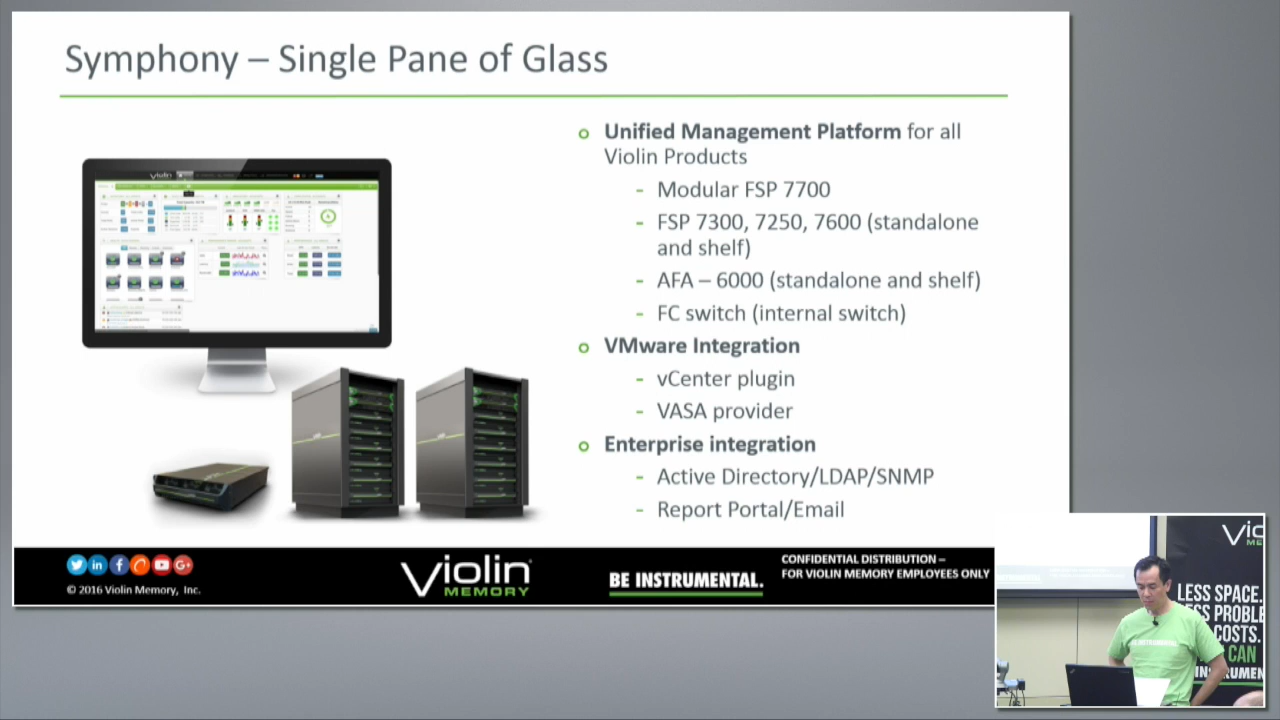 Symphony – Single Pane of Glass
Unified Management Platform for all
Violin Products
- Modular FSP 7700
- FSP 7300, 7250, 7600 (standalone
and shelf)
- AFA – 6000 (standalone and shelf)
- FC switch (internal switch)
VMware Integration
- vCenter plugin
- VASA provider
Enterprise integration
- Active Directory/LDAP/SNMP
- Report Portal/Email
violin
© 2016 Violin Memory, Inc.
Violin
MEMORY
BE INSTRUMENTAL.
CONFIDENTIAL DISTRIBUTION –
FOR VIOLIN MEMORY EMPLOYEES ONLY
LESS SPACE.
COSTS.
CAN
BE INSTRUMENTAL